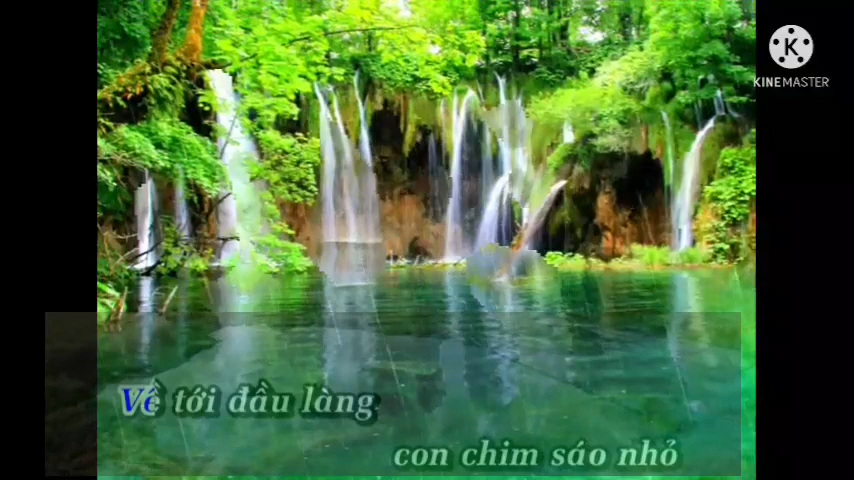 K
KINEMASTER
Về tới đầu làng
con chim sáo nhỏ